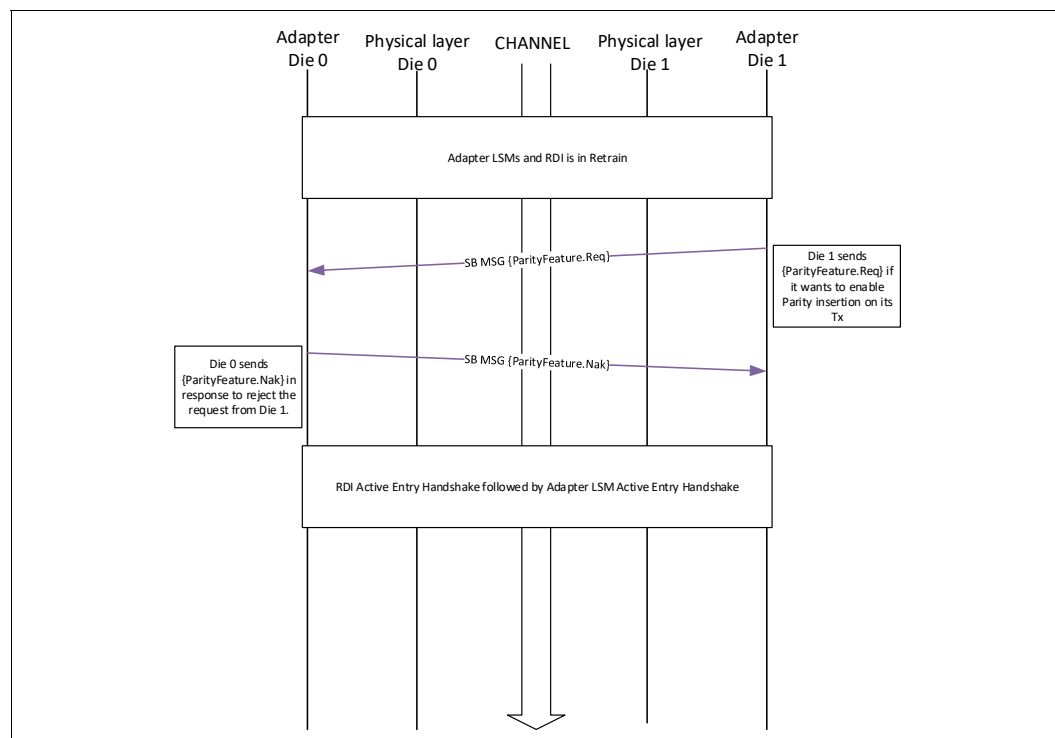 Adapter
Die 0
Physical layer
Die 0
CHANNEL
Physical layer
Die 1
Adapter
Die 1
Adapter LSMs and RDI is in Retrain
SB MSG {ParityFeature.Req}
Die 1 sends
{ParityFeature.Req} if
it wants to enable
Parity insertion on its
Tx
SB MSG {ParityFeature.Nak}
Die 0 sends
{ParityFeature.Nak} in
response to reject the
request from Die 1.
RDI Active Entry Handshake followed by Adapter LSM Active Entry Handshake